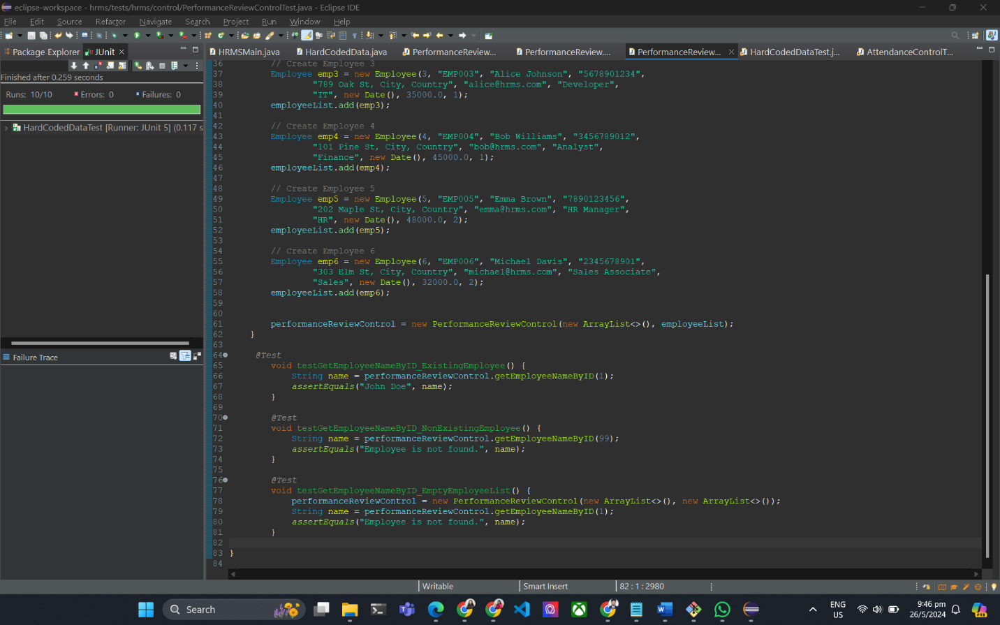 eclipse-workspace - hrms/tests/hrms/control/PerformanceReviewControlTest.java - Eclipse IDE
File Edit Source Refactor Navigate Search Project Run Window Help
Package Explorer JUnit
HRMSMain.java HardCodedData.java PerformanceReview... PerformanceReview.... PerformanceReview... HardCodedDataTest.j... AttendanceControlT...
Finished after 0.259 seconds
Runs: 10/10 Errors: 0 Failures: 0
HardCodedDataTest [Runner: JUnit 5] (0.117 s
Failure Trace
36 // Create Employee 3
37 Employee emp3 = new Employee(3, "EMP003", "Alice Johnson", "5678901234",
38 "789 Oak St, City, Country", "alice@hrms.com", "Developer",
39 "IT", new Date(), 35000.0, 1);
40 employeeList.add(emp3);
41
42 // Create Employee 4
43 Employee emp4 = new Employee(4, "EMP004", "Bob Williams", "3456789012",
44 "101 Pine St, City, Country", "bob@hrms.com", "Analyst",
45 "Finance", new Date(), 45000.0, 1);
46 employeeList.add(emp4);
47
48 // Create Employee 5
49 Employee emp5 = new Employee(5, "EMP005", "Emma Brown", "7890123456",
50 "202 Maple St, City, Country", "emma@hrms.com", "HR Manager",
51 "HR", new Date(), 48000.0, 2);
52 employeeList.add(emp5);
53
54 // Create Employee 6
55 Employee emp6 = new Employee(6, "EMP006", "Michael Davis", "2345678901",
56 "303 Elm St, City, Country", "michael@hrms.com", "Sales Associate",
57 "Sales", new Date(), 32000.0, 2);
58 employeeList.add(emp6);
59
60
61 performanceReviewControl = new PerformanceReviewControl(new ArrayList<>(), employeeList);
62 }
63
64 @Test
65 void testGetEmployeeNameByID_ExistingEmployee() {
66 String name = performanceReviewControl.getEmployeeNameByID(1);
67 assertEquals("John Doe", name);
68 }
69
70 @Test
71 void testGetEmployeeNameByID_NonExistingEmployee() {
72 String name = performanceReviewControl.getEmployeeNameByID(99);
73 assertEquals("Employee is not found.", name);
74 }
75
76 @Test
77 void testGetEmployeeNameByID_EmptyEmployeeList() {
78 performanceReviewControl = new PerformanceReviewControl(new ArrayList<>(), new ArrayList<>());
79 String name = performanceReviewControl.getEmployeeNameByID(1);
80 assertEquals("Employee is not found.", name);
81 }
82
83 }
84
Writable Smart Insert 82 : 1 : 2980
Search
ENG
US
9:46 pm
26/5/2024
PRE